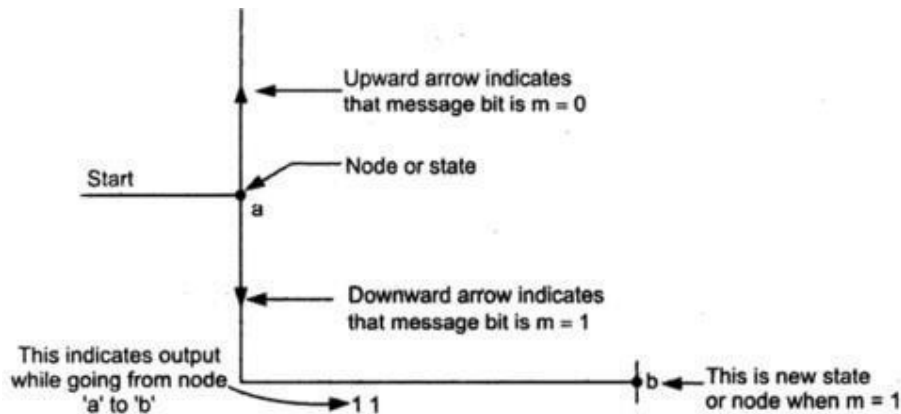 Upward arrow indicates
that message bit is m = 0
Node or state
Start
a
Downward arrow indicates
that message bit is m = 1
This indicates output
while going from node
'a' to 'b'
1 1
b
This is new state
or node when m = 1